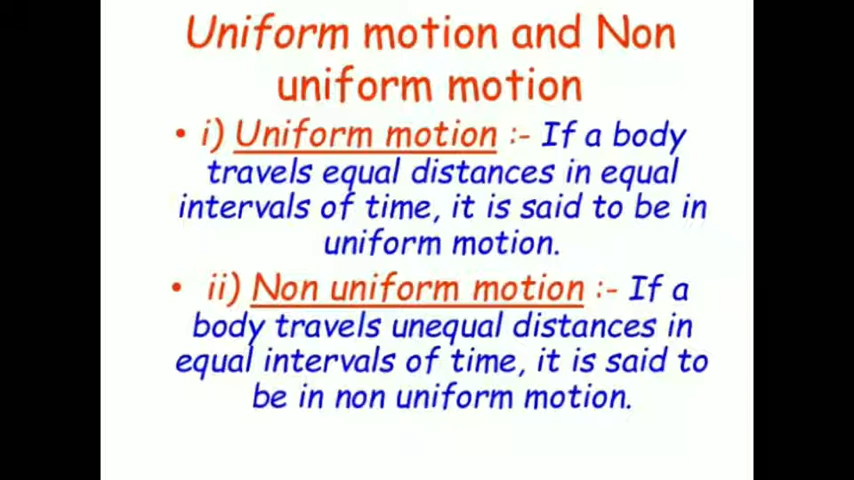 Uniform motion and Non
uniform motion
• i) Uniform motion :- If a body
travels equal distances in equal
intervals of time, it is said to be in
uniform motion.
• ii) Non uniform motion :- If a
body travels unequal distances in
equal intervals of time, it is said to
be in non uniform motion.